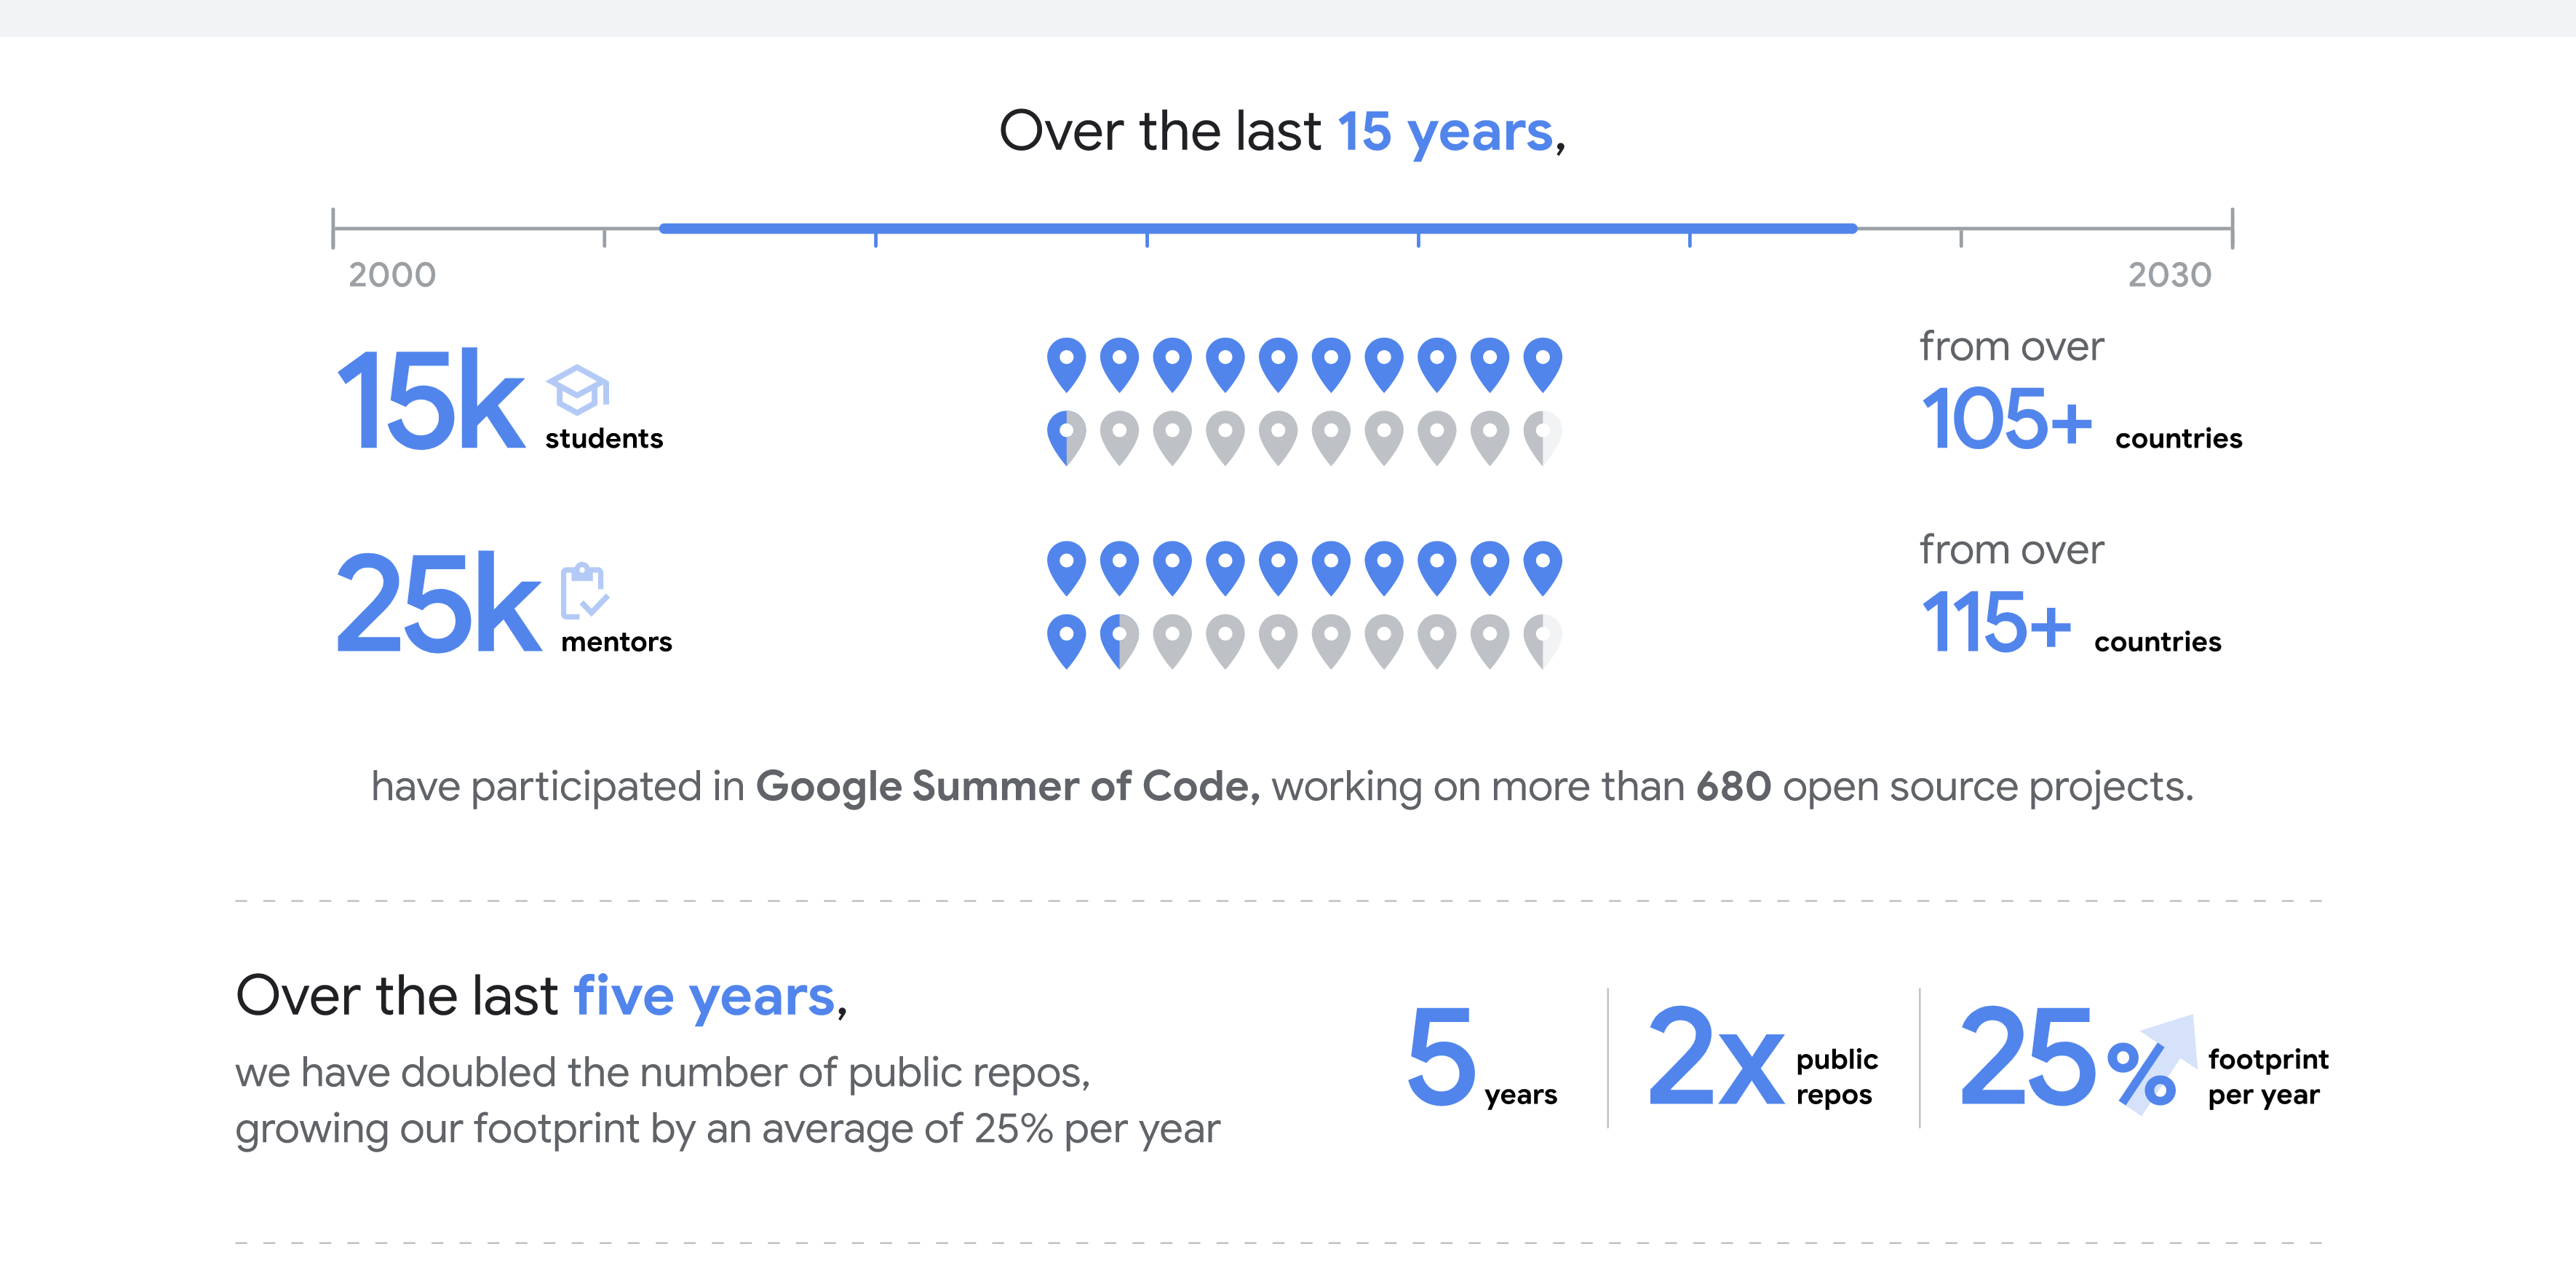 Over the last 15 years,
2000
2030
15k students
from over
105+ countries
25k mentors
from over
115+ countries
have participated in Google Summer of Code, working on more than 680 open source projects.
Over the last five years,
we have doubled the number of public repos,
growing our footprint by an average of 25% per year
5 years
2x public repos
25% footprint per year